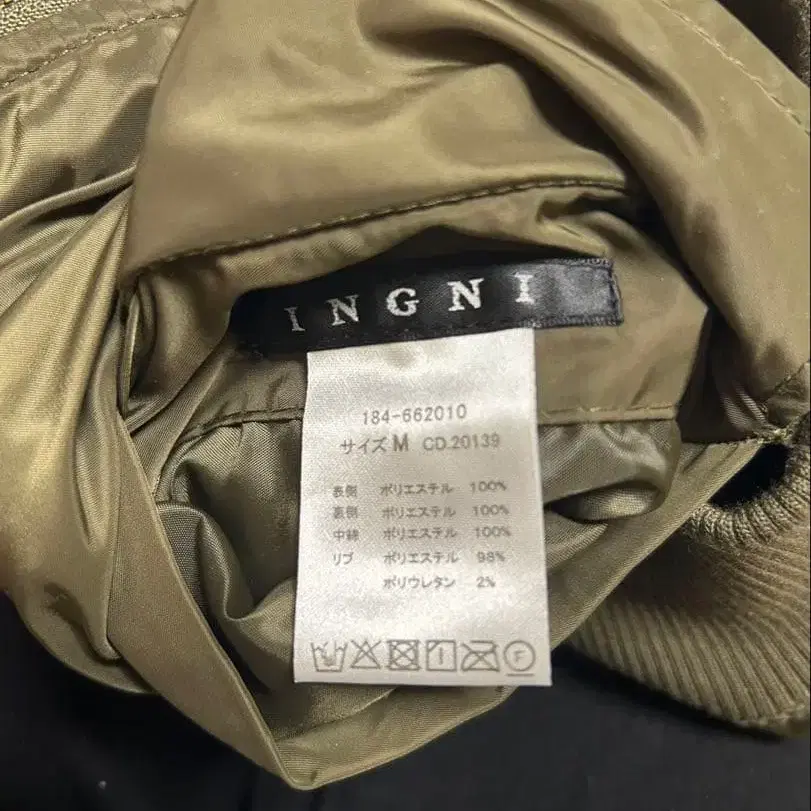 INGNI
184-662010
サイズ M CD.20139
表側 ポリエステル 100%
裏側 ポリエステル 100%
中綿 ポリエステル 100%
リブ ポリエステル 98%
ポリウレタン 2%
F